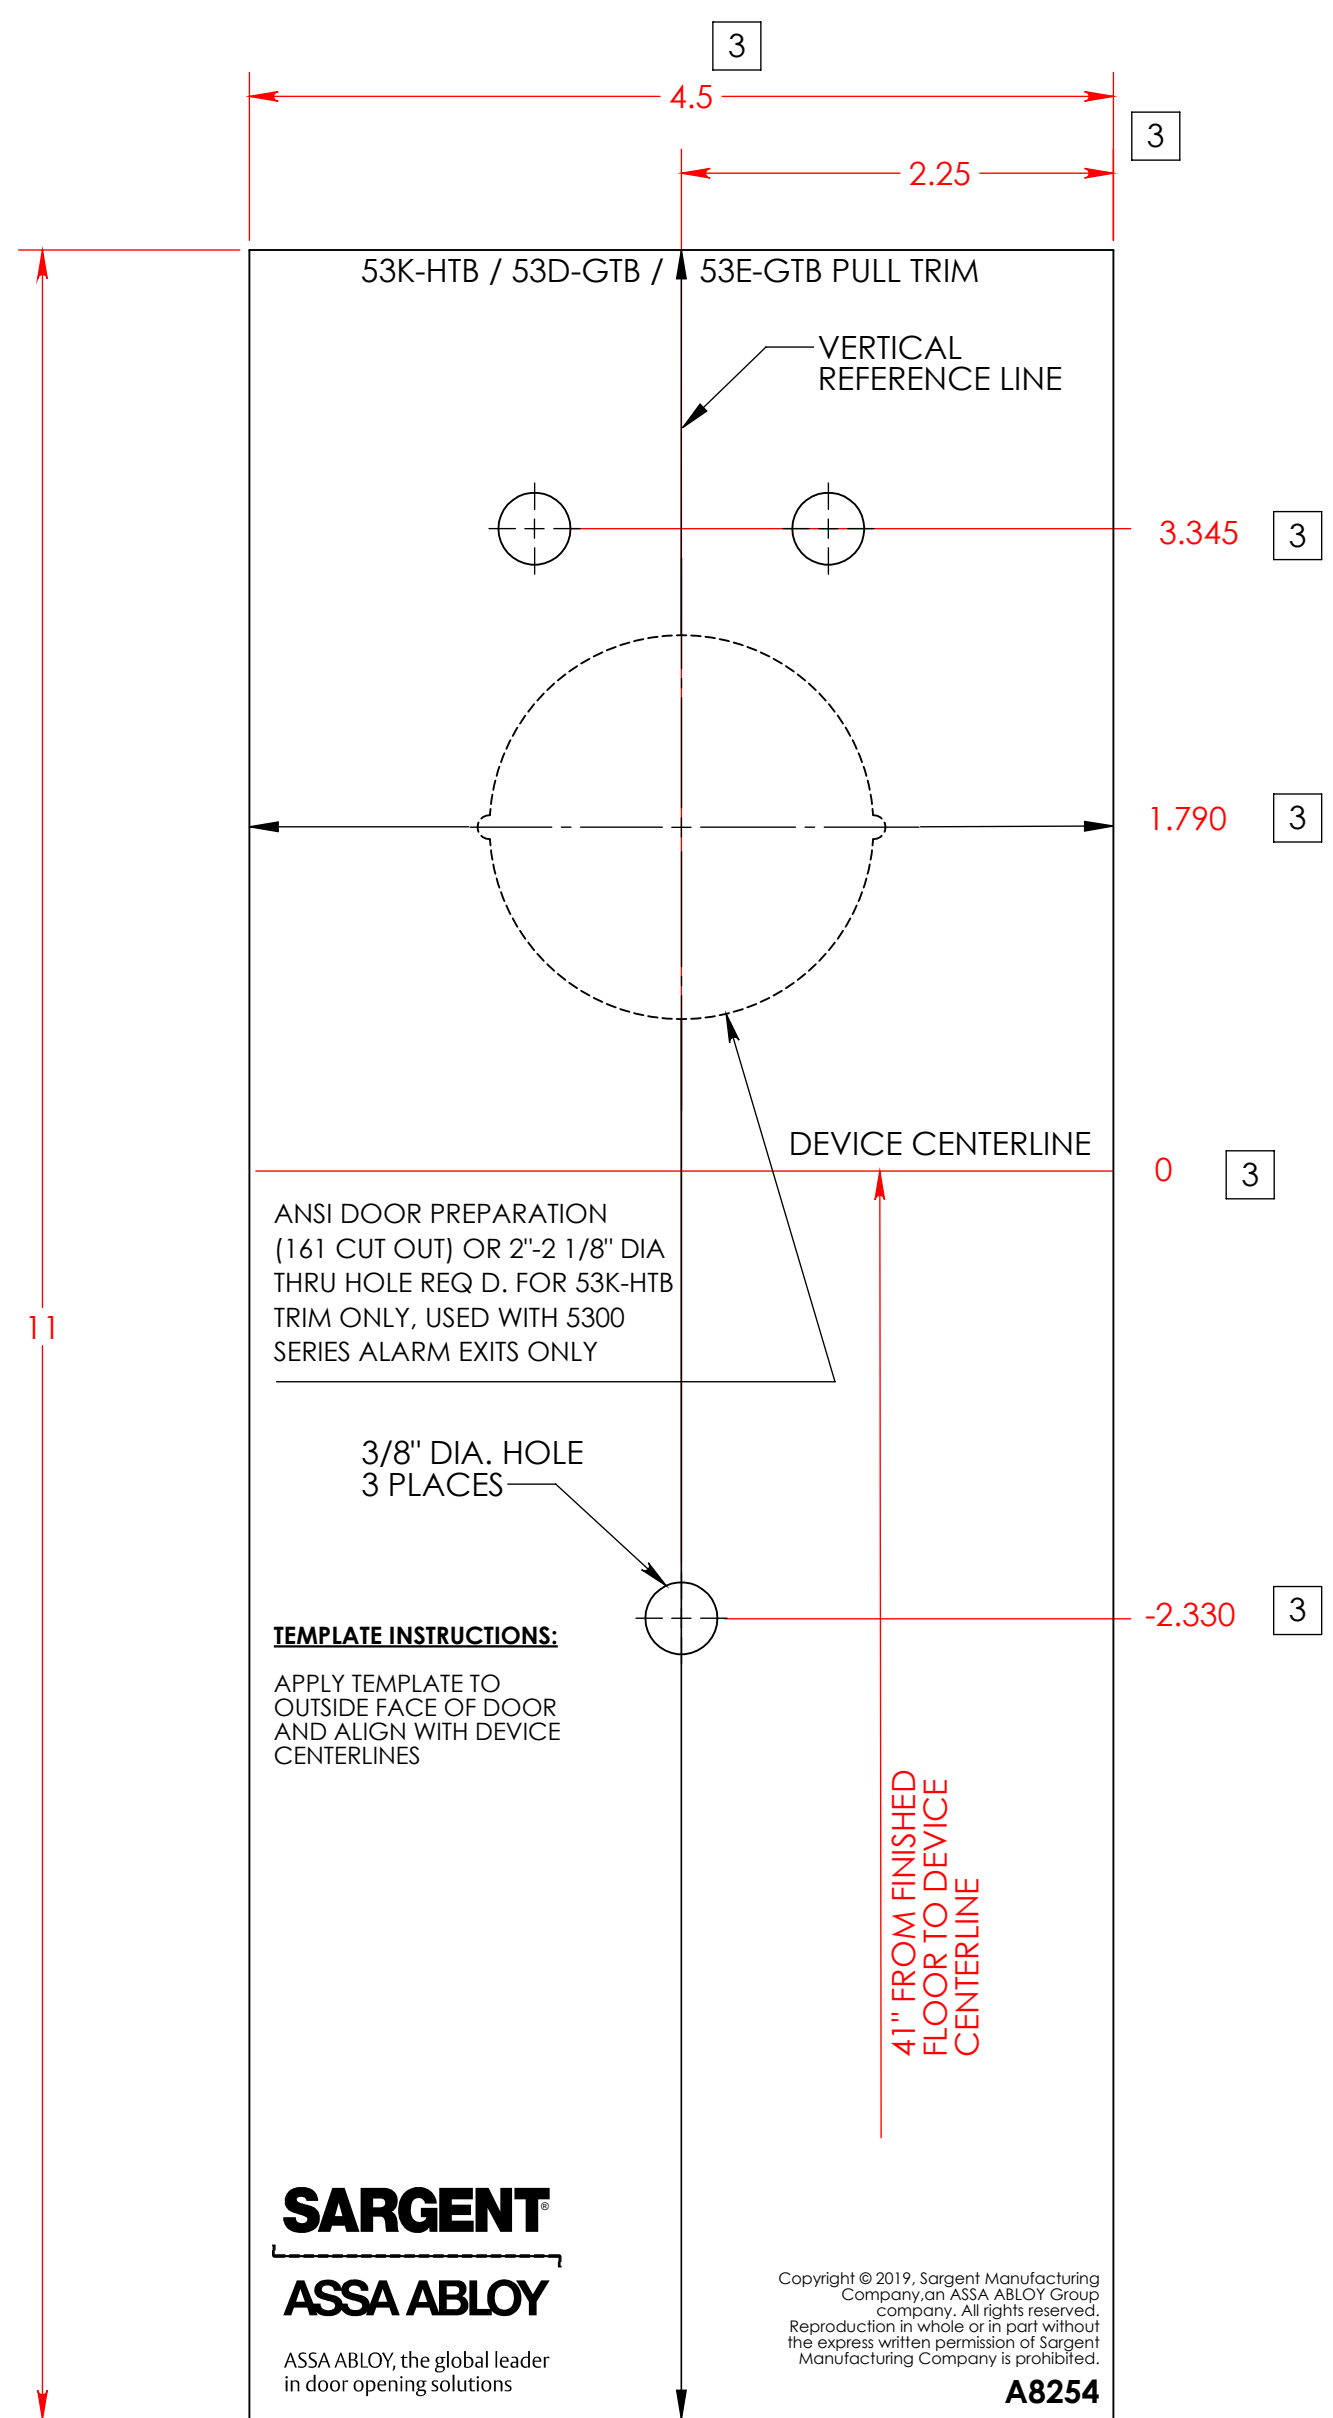 3
4.5
3
2.25
53K-HTB / 53D-GTB / 53E-GTB PULL TRIM
VERTICAL
REFERENCE LINE
3.345 3
1.790 3
DEVICE CENTERLINE
0 3
ANSI DOOR PREPARATION
(161 CUT OUT) OR 2"-2 1/8" DIA
THRU HOLE REQ D. FOR 53K-HTB
TRIM ONLY, USED WITH 5300
SERIES ALARM EXITS ONLY
11
3/8" DIA. HOLE
3 PLACES
-2.330 3
TEMPLATE INSTRUCTIONS:
APPLY TEMPLATE TO
OUTSIDE FACE OF DOOR
AND ALIGN WITH DEVICE
CENTERLINES
41" FROM FINISHED
FLOOR TO DEVICE
CENTERLINE
SARGENT®
ASSA ABLOY
ASSA ABLOY, the global leader
in door opening solutions
Copyright © 2019, Sargent Manufacturing
Company,an ASSA ABLOY Group
company. All rights reserved.
Reproduction in whole or in part without
the express written permission of Sargent
Manufacturing Company is prohibited.
A8254